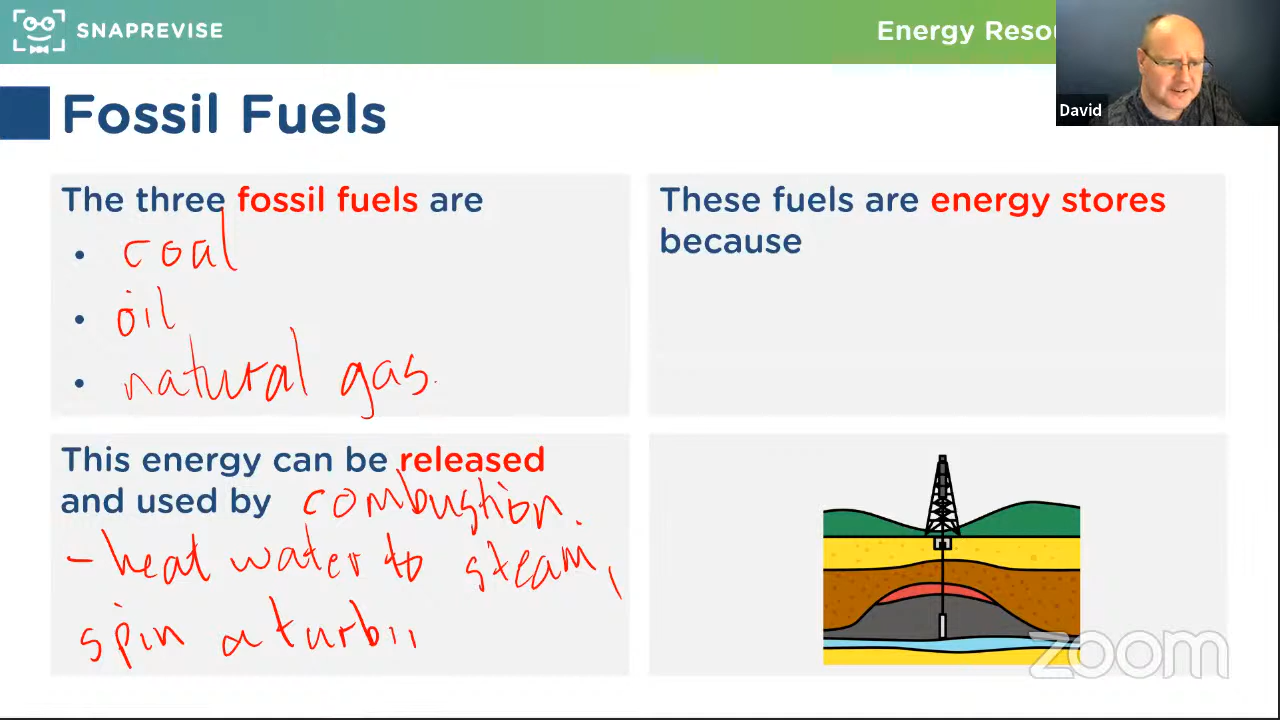 SNAPREVISE
Energy Resou
David
Fossil Fuels
The three fossil fuels are
• coal
• oil
• natural gas.
These fuels are energy stores
because
This energy can be released
and used by combustion.
- heat water to steam,
spin a turbi
zoom